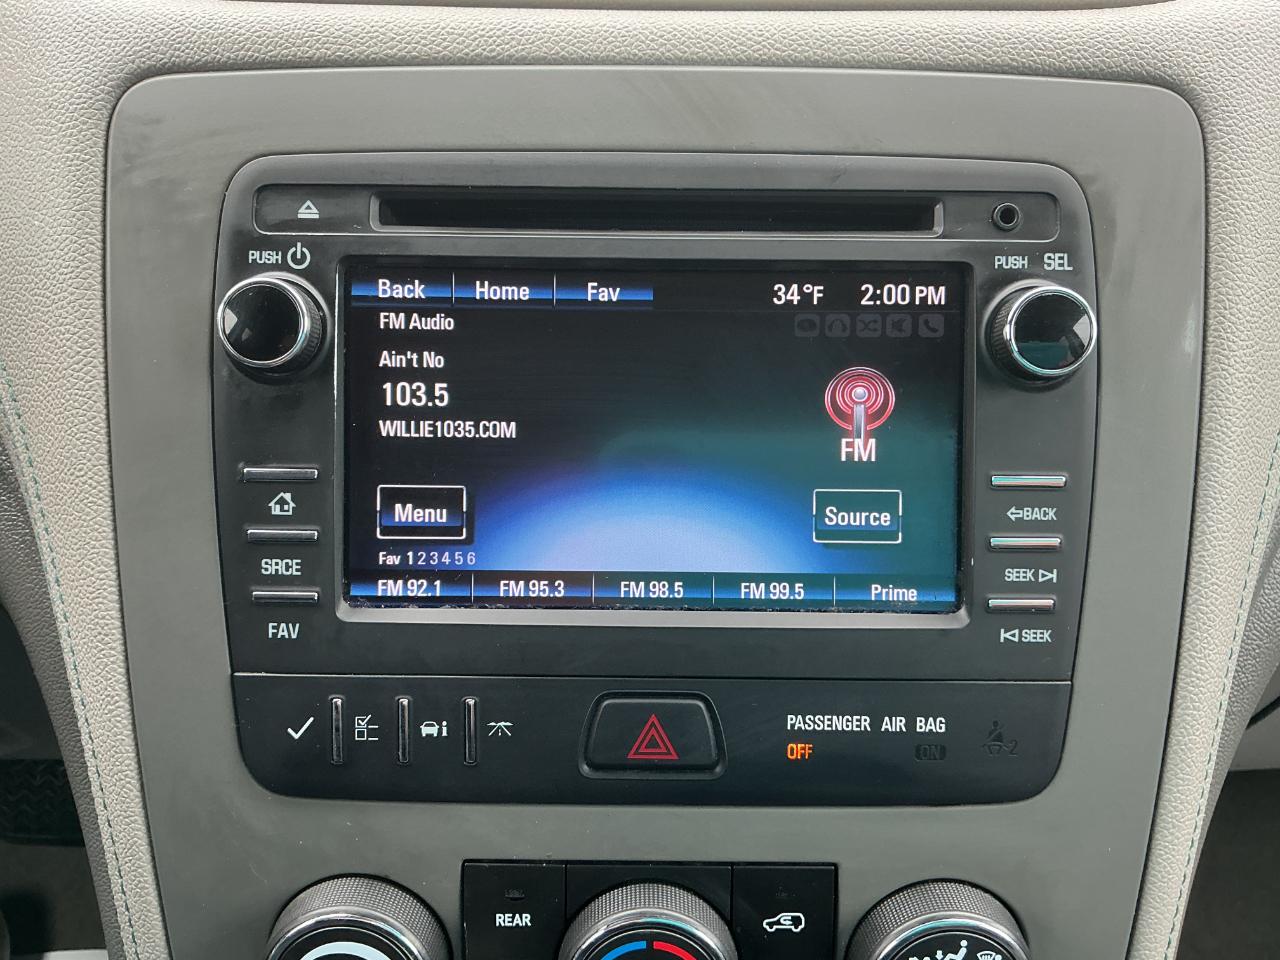 PUSH
PUSH SEL
Back Home Fav 34°F 2:00 PM
FM Audio
Ain't No
103.5
WILLIE1035.COM
FM
Menu
Source
Fav 1 2 3 4 5 6
FM 92.1 FM 95.3 FM 98.5 FM 99.5 Prime
BACK
SRCE
SEEK
FAV
SEEK
PASSENGER AIR BAG
OFF ON
2
REAR